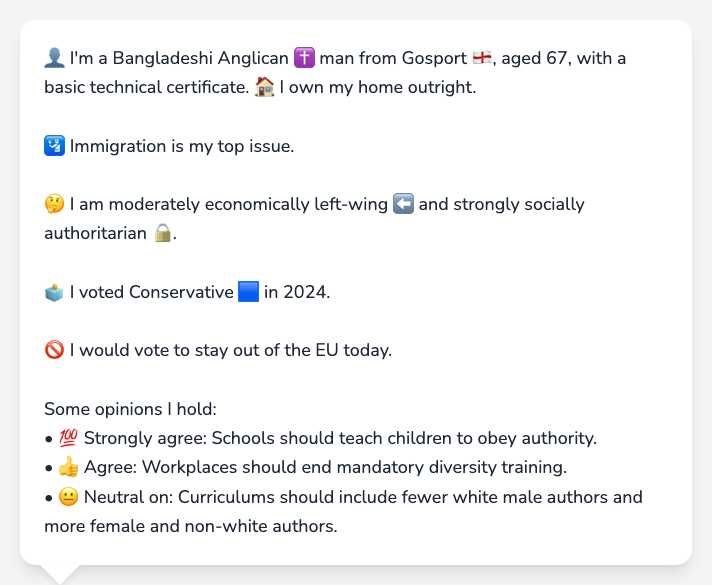 👤 I'm a Bangladeshi Anglican ✝️ man from Gosport 🏴󠁧󠁢󠁥󠁮󠁧󠁿, aged 67, with a
basic technical certificate. 🏠 I own my home outright.
🛂 Immigration is my top issue.
🤔 I am moderately economically left-wing ⬅️ and strongly socially
authoritarian 🔒.
🗳️ I voted Conservative 🟦 in 2024.
🚫 I would vote to stay out of the EU today.
Some opinions I hold:
• 💯 Strongly agree: Schools should teach children to obey authority.
• 👍 Agree: Workplaces should end mandatory diversity training.
• 😐 Neutral on: Curriculums should include fewer white male authors and
more female and non-white authors.